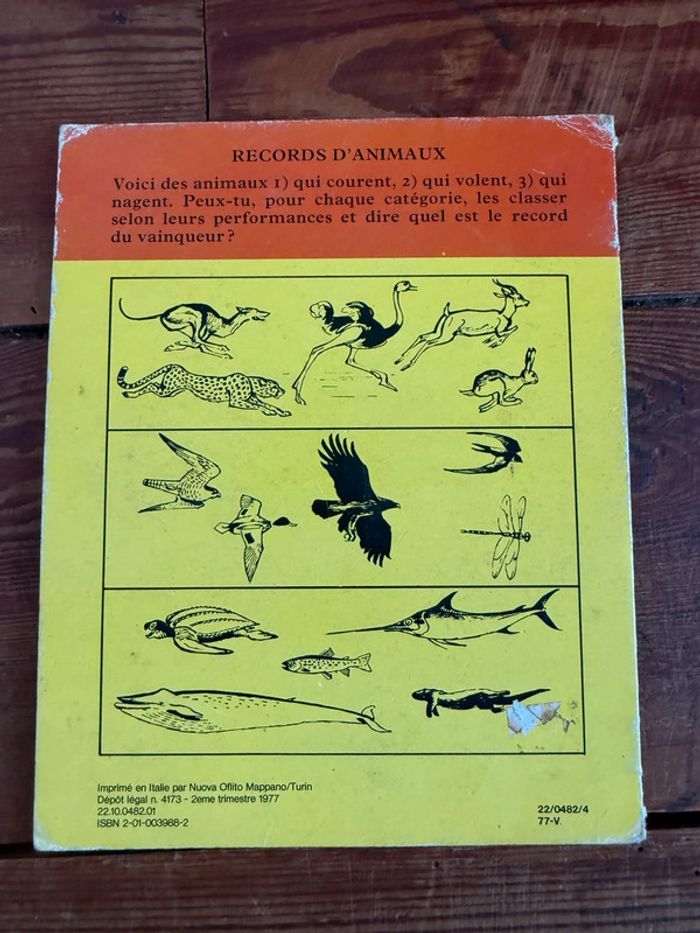 RECORDS D'ANIMAUX
Voici des animaux 1) qui courent, 2) qui volent, 3) qui
nagent. Peux-tu, pour chaque catégorie, les classer
selon leurs performances et dire quel est le record
du vainqueur?
Imprimé en Italie par Nuova Oflito Mappano/Turin
Dépôt légal n. 4173 - 2eme trimestre 1977
22.10.0482.01
ISBN 2-01-003988-2
22/0482/4
77-V.